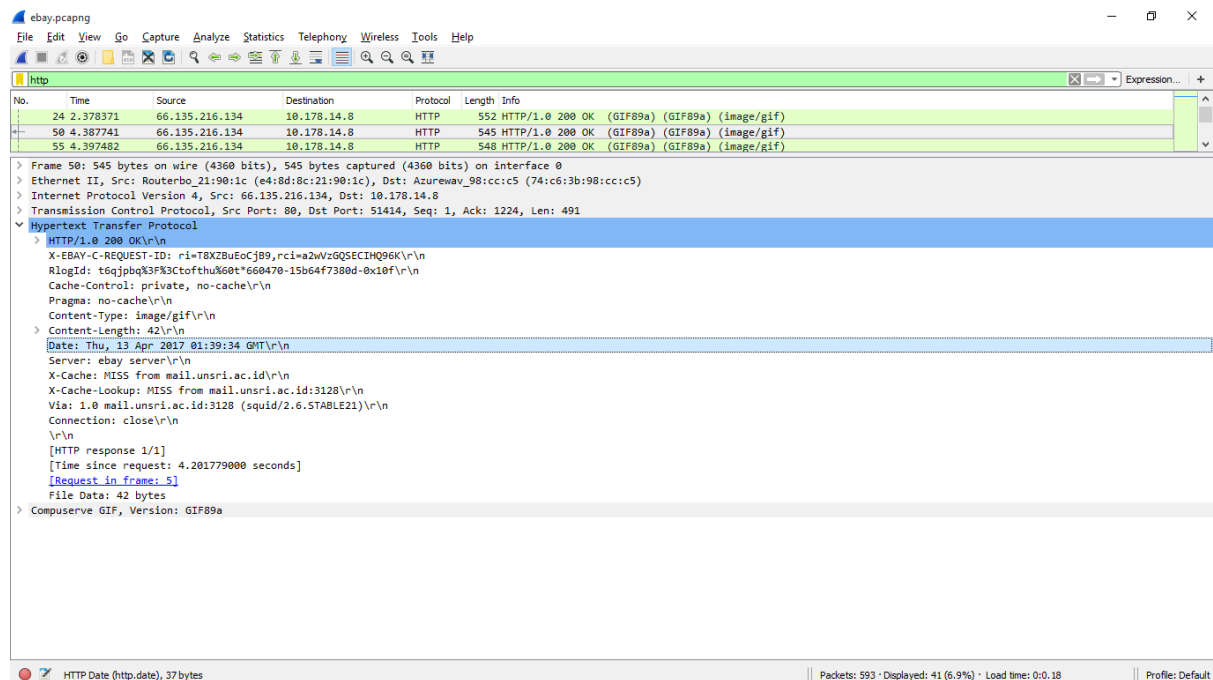 ebay.pcapng
File Edit View Go Capture Analyze Statistics Telephony Wireless Tools Help
http Expression... +
No. Time Source Destination Protocol Length Info
24 2.378371 66.135.216.134 10.178.14.8 HTTP 552 HTTP/1.0 200 OK (GIF89a) (GIF89a) (image/gif)
50 4.387741 66.135.216.134 10.178.14.8 HTTP 545 HTTP/1.0 200 OK (GIF89a) (GIF89a) (image/gif)
55 4.397482 66.135.216.134 10.178.14.8 HTTP 548 HTTP/1.0 200 OK (GIF89a) (GIF89a) (image/gif)
Frame 50: 545 bytes on wire (4360 bits), 545 bytes captured (4360 bits) on interface 0
Ethernet II, Src: Routerbo_21:90:1c (e4:8d:8c:21:90:1c), Dst: Azurewav_98:cc:c5 (74:c6:3b:98:cc:c5)
Internet Protocol Version 4, Src: 66.135.216.134, Dst: 10.178.14.8
Transmission Control Protocol, Src Port: 80, Dst Port: 51414, Seq: 1, Ack: 1224, Len: 491
Hypertext Transfer Protocol
HTTP/1.0 200 OK\r\n
X-EBAY-C-REQUEST-ID: ri=T8XZBuEoCjB9,rci=a2wVzGQSECIHQ96K\r\n
RlogId: t6qjpbq%3F%3Ctofthu%60t*660470-15b64f7380d-0x10f\r\n
Cache-Control: private, no-cache\r\n
Pragma: no-cache\r\n
Content-Type: image/gif\r\n
Content-Length: 42\r\n
Date: Thu, 13 Apr 2017 01:39:34 GMT\r\n
Server: ebay server\r\n
X-Cache: MISS from mail.unsri.ac.id\r\n
X-Cache-Lookup: MISS from mail.unsri.ac.id:3128\r\n
Via: 1.0 mail.unsri.ac.id:3128 (squid/2.6.STABLE21)\r\n
Connection: close\r\n
\r\n
[HTTP response 1/1]
[Time since request: 4.201779000 seconds]
[Request in frame: 5]
File Data: 42 bytes
Compuserve GIF, Version: GIF89a
HTTP Date (http.date), 37 bytes Packets: 593 · Displayed: 41 (6.9%) · Load time: 0:0.18 Profile: Default